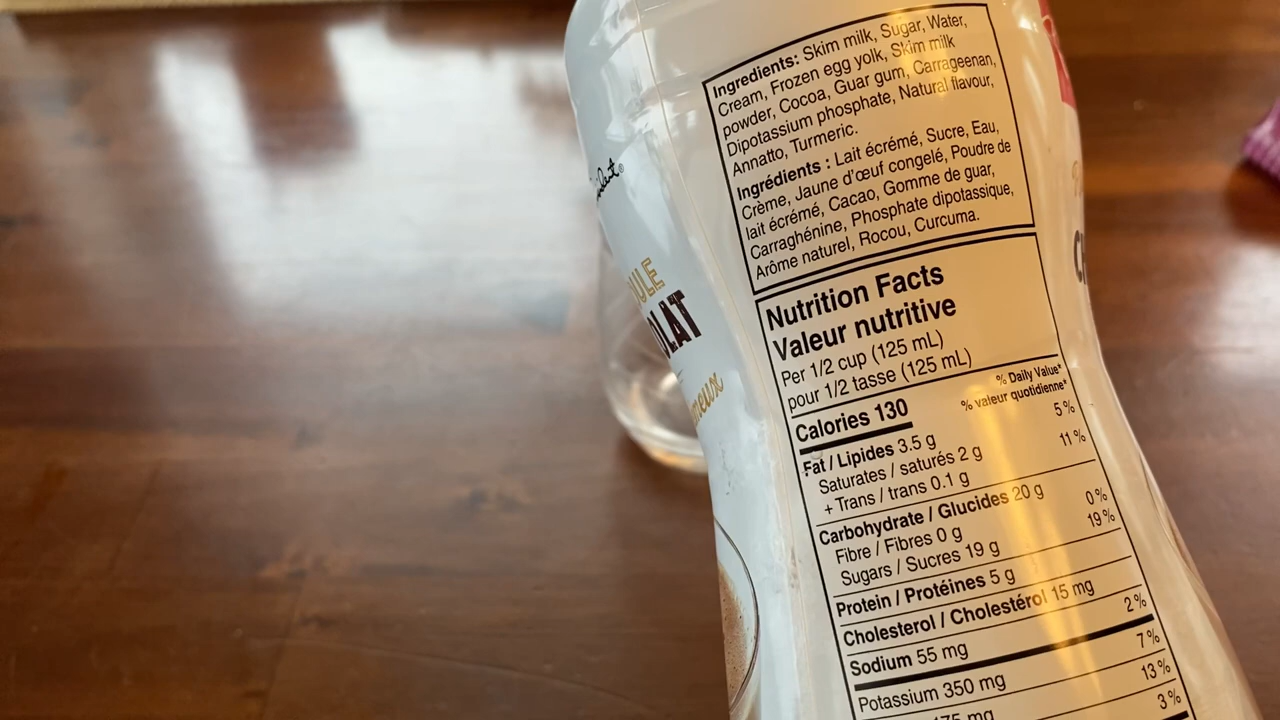 Ingredients: Skim milk, Sugar, Water,
Cream, Frozen egg yolk, Skim milk
powder, Cocoa, Guar gum, Carrageenan,
Dipotassium phosphate, Natural flavour,
Annatto, Turmeric.
Ingrédients : Lait écrémé, Sucre, Eau,
Crème, Jaune d'œuf congelé, Poudre de
lait écrémé, Cacao, Gomme de guar,
Carraghénine, Phosphate dipotassique,
Arôme naturel, Rocou, Curcuma.
Nutrition Facts
Valeur nutritive
Per 1/2 cup (125 mL)
pour 1/2 tasse (125 mL)
% Daily Value*
% valeur quotidienne*
Calories 130
Fat / Lipides 3.5 g 5 %
Saturates / saturés 2 g 11 %
+ Trans / trans 0.1 g
Carbohydrate / Glucides 20 g
Fibre / Fibres 0 g 0 %
Sugars / Sucres 19 g 19 %
Protein / Protéines 5 g
Cholesterol / Cholestérol 15 mg
Sodium 55 mg 2 %
Potassium 350 mg 7 %
175 mg 13 %
3 %
ULE
LAT